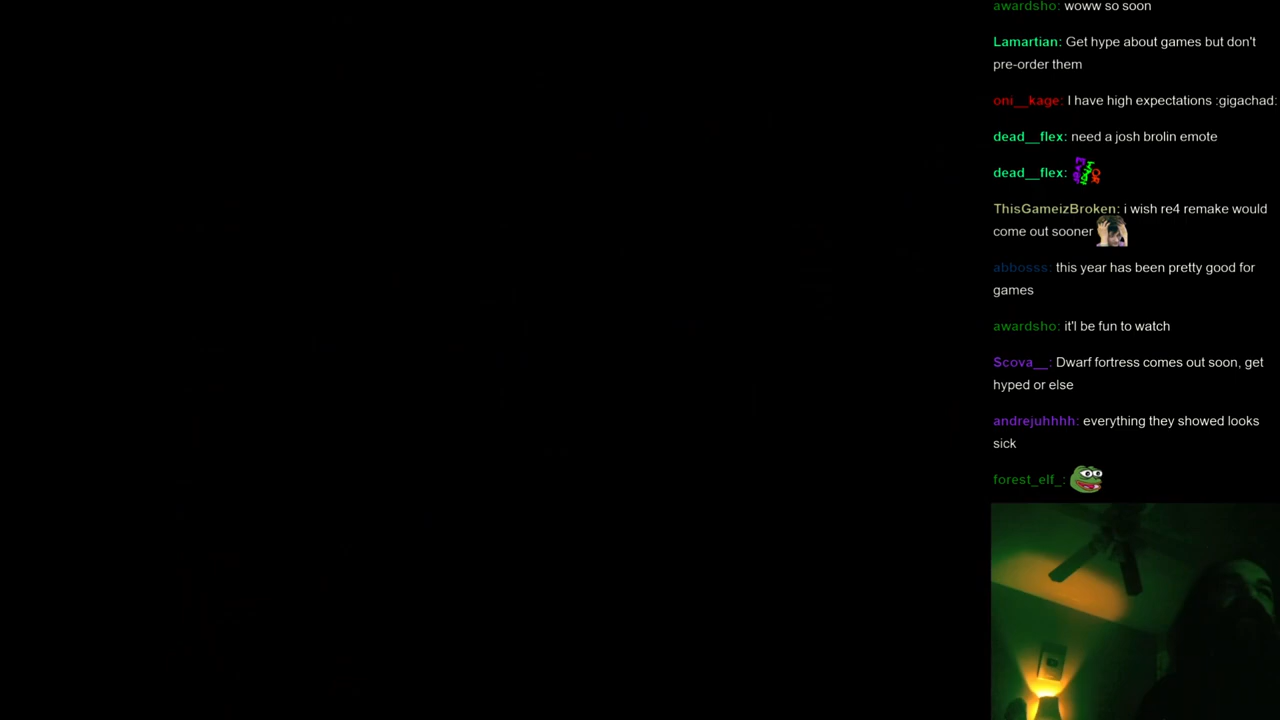 awardsho: woww so soon
Lamartian: Get hype about games but don't
pre-order them
oni__kage: I have high expectations :gigachad:
dead__flex: need a josh brolin emote
dead__flex:
ThisGameizBroken: i wish re4 remake would
come out sooner
abbosss: this year has been pretty good for
games
awardsho: it'l be fun to watch
Scova__: Dwarf fortress comes out soon, get
hyped or else
andrejuhhhh: everything they showed looks
sick
forest_elf_: